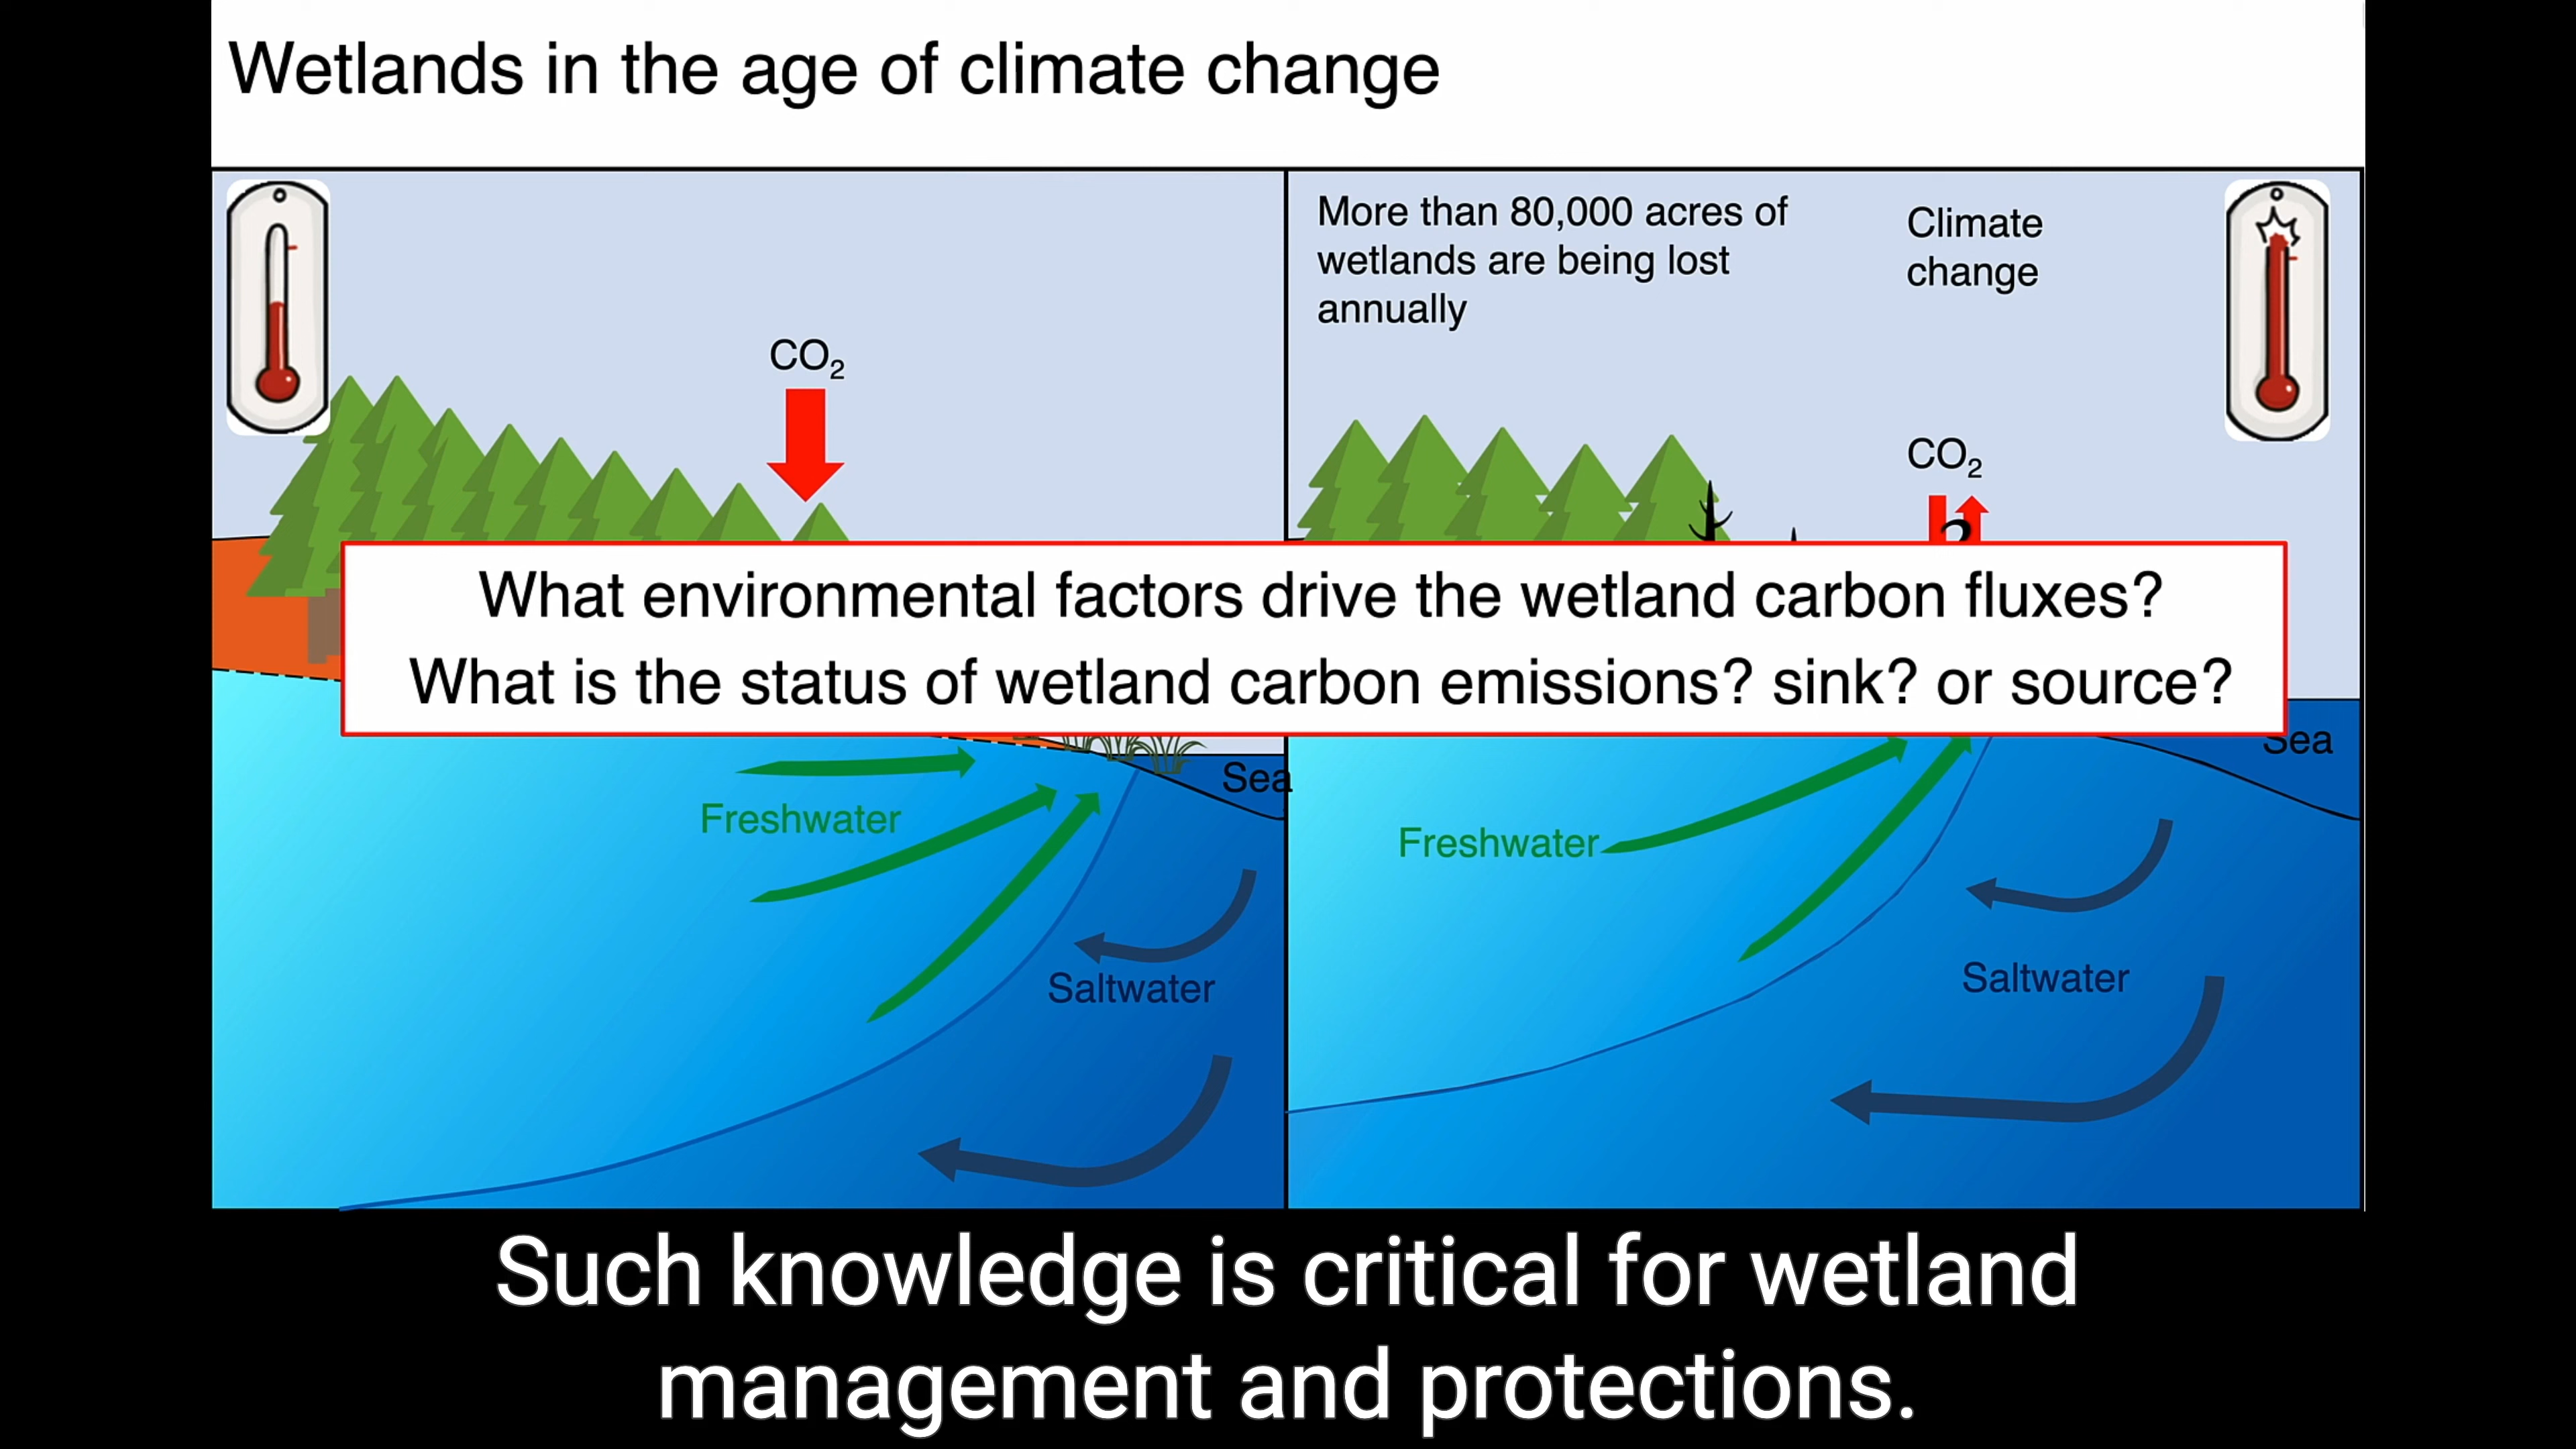 Wetlands in the age of climate change
More than 80,000 acres of
wetlands are being lost
annually
Climate
change
CO₂
CO₂
?
What environmental factors drive the wetland carbon fluxes?
What is the status of wetland carbon emissions? sink? or source?
Sea
Sea
Freshwater
Freshwater
Saltwater
Saltwater
Such knowledge is critical for wetland
management and protections.